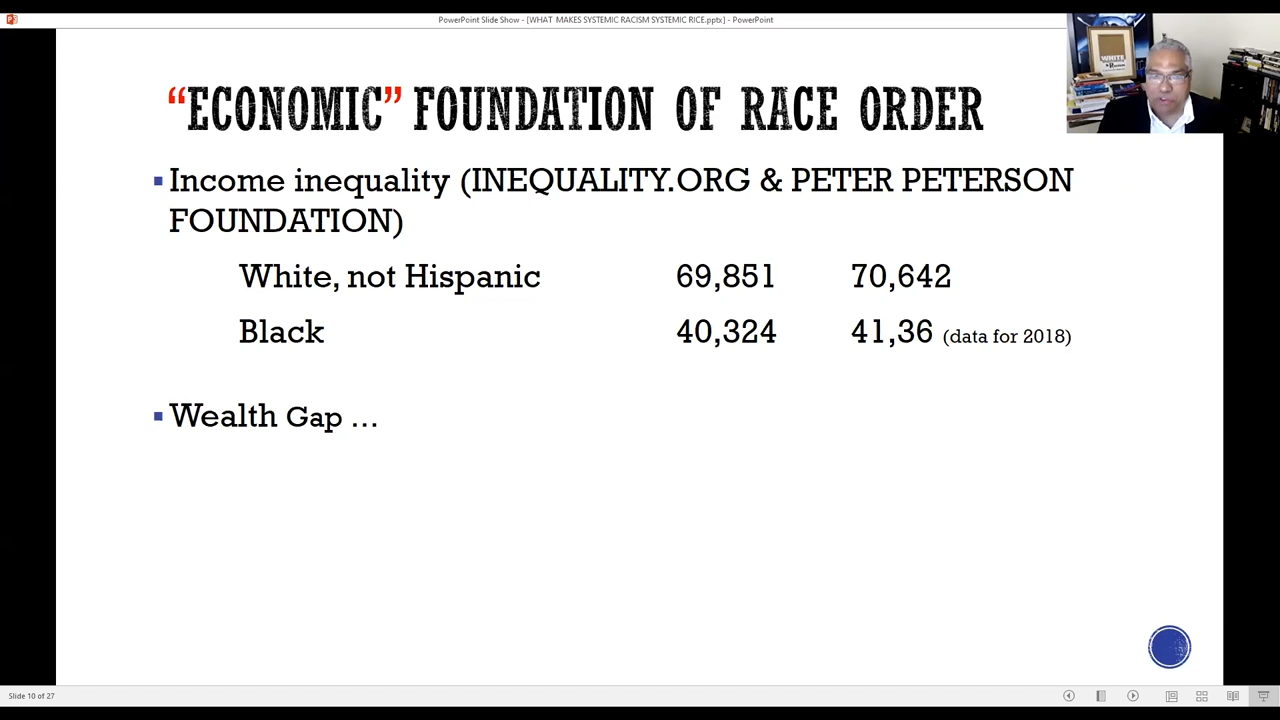 PowerPoint Slide Show - [WHAT MAKES SYSTEMIC RACISM SYSTEMIC RICE.pptx] - PowerPoint
“ECONOMIC” FOUNDATION OF RACE ORDER
▪ Income inequality (INEQUALITY.ORG & PETER PETERSON
FOUNDATION)
White, not Hispanic 69,851 70,642
Black 40,324 41,36 (data for 2018)
▪ Wealth Gap ...
WHITE
Slide 10 of 27